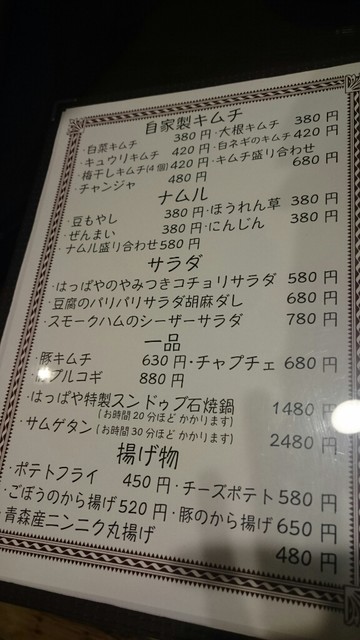 自家製キムチ
・白菜キムチ 380円・大根キムチ 380円
・キュウリキムチ 420円・白ネギのキムチ 420円
・梅干しキムチ(4個) 420円・キムチ盛り合わせ 680円
・チャンジャ 480円
ナムル
・豆もやし 380円・ほうれん草 380円
・ぜんまい 380円・にんじん 380円
・ナムル盛り合わせ 580円
サラダ
・はっぱやのやみつきコチョリサラダ 580円
・豆腐のパリパリサラダ胡麻ダレ 680円
・スモークハムのシーザーサラダ 780円
一品
・豚キムチ 630円・チャプチェ 680円
プルコギ 880円
・はっぱや特製スンドゥブ石焼鍋 1480円
(お時間20分ほどかかります)
・サムゲタン(お時間30分ほどかかります) 2480円
揚げ物
・ポテトフライ 450円・チーズポテト 580円
・ごぼうのから揚げ 520円・豚のから揚げ 650円
・青森産ニンニク丸揚げ 480円